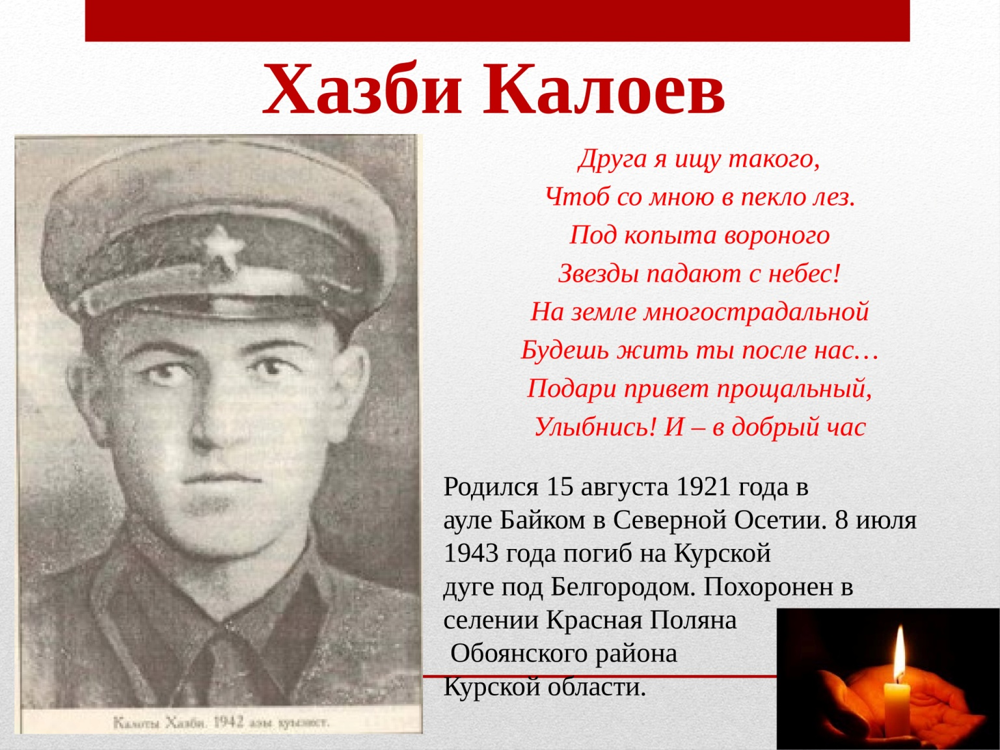 Хазби Калоев
Друга я ищу такого,
Чтоб со мною в пекло лез.
Под копыта вороного
Звезды падают с небес!
На земле многострадальной
Будешь жить ты после нас…
Подари привет прощальный,
Улыбнись! И – в добрый час
Родился 15 августа 1921 года в
ауле Байком в Северной Осетии. 8 июля
1943 года погиб на Курской
дуге под Белгородом. Похоронен в
селении Красная Поляна
Обоянского района
Курской области.
Калоты Хазби. 1942 азы